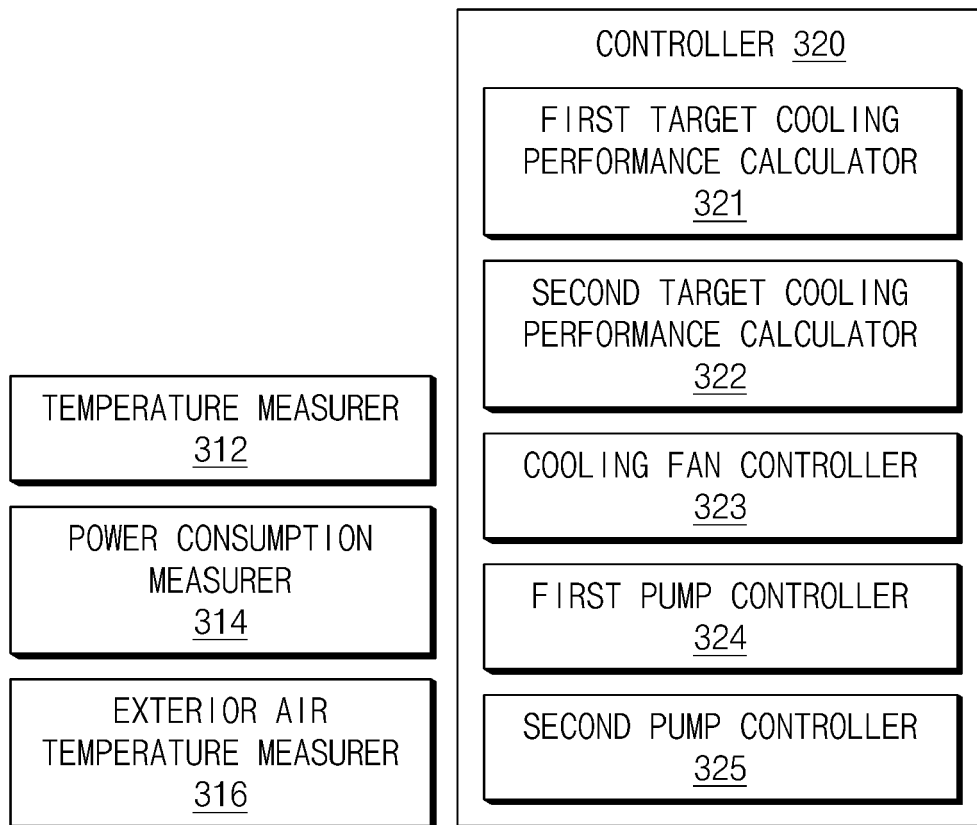 CONTROLLER 320
FIRST TARGET COOLING
PERFORMANCE CALCULATOR
321
SECOND TARGET COOLING
PERFORMANCE CALCULATOR
322
COOLING FAN CONTROLLER
323
FIRST PUMP CONTROLLER
324
SECOND PUMP CONTROLLER
325
TEMPERATURE MEASURER
312
POWER CONSUMPTION
MEASURER
314
EXTERIOR AIR
TEMPERATURE MEASURER
316